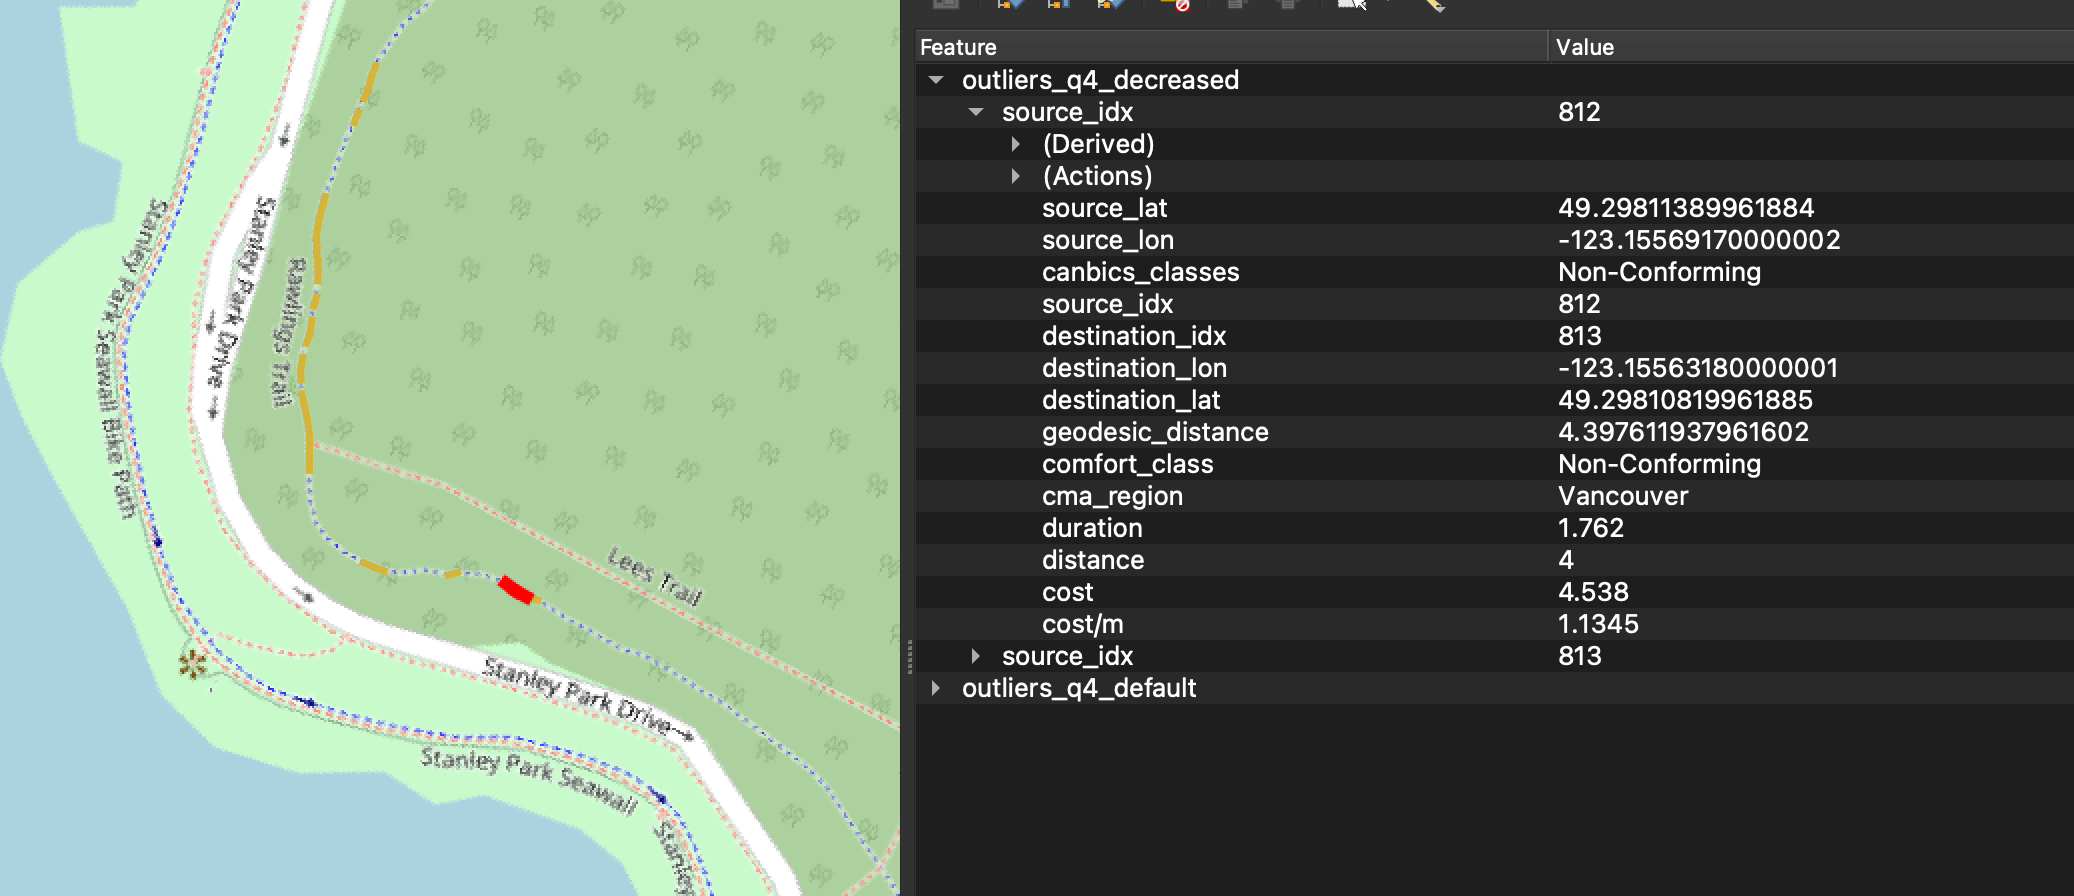 Stanley Park Drive
Stanley Park Seawall Bike Path
Rawlings Trail
Lees Trail
Stanley Park Drive
Stanley Park Seawall
Stanley
Feature Value
outliers_q4_decreased
source_idx 812
(Derived)
(Actions)
source_lat 49.29811389961884
source_lon -123.15569170000002
canbics_classes Non-Conforming
source_idx 812
destination_idx 813
destination_lon -123.15563180000001
destination_lat 49.29810819961885
geodesic_distance 4.397611937961602
comfort_class Non-Conforming
cma_region Vancouver
duration 1.762
distance 4
cost 4.538
cost/m 1.1345
source_idx 813
outliers_q4_default